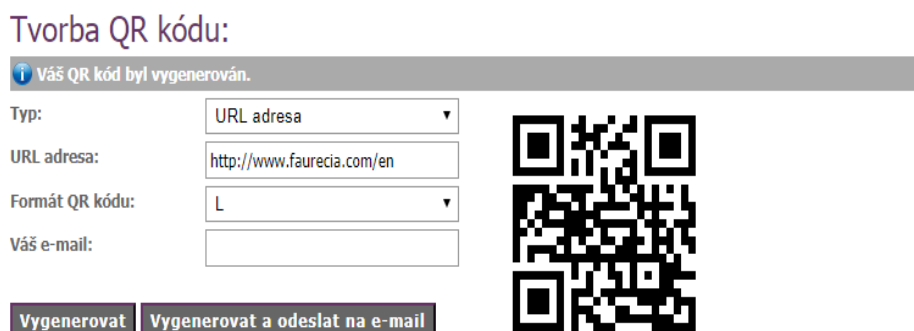 Tvorba QR kódu:
Váš QR kód byl vygenerován.
Typ: URL adresa
URL adresa: http://www.faurecia.com/en
Formát QR kódu: L
Váš e-mail:
Vygenerovat Vygenerovat a odeslat na e-mail